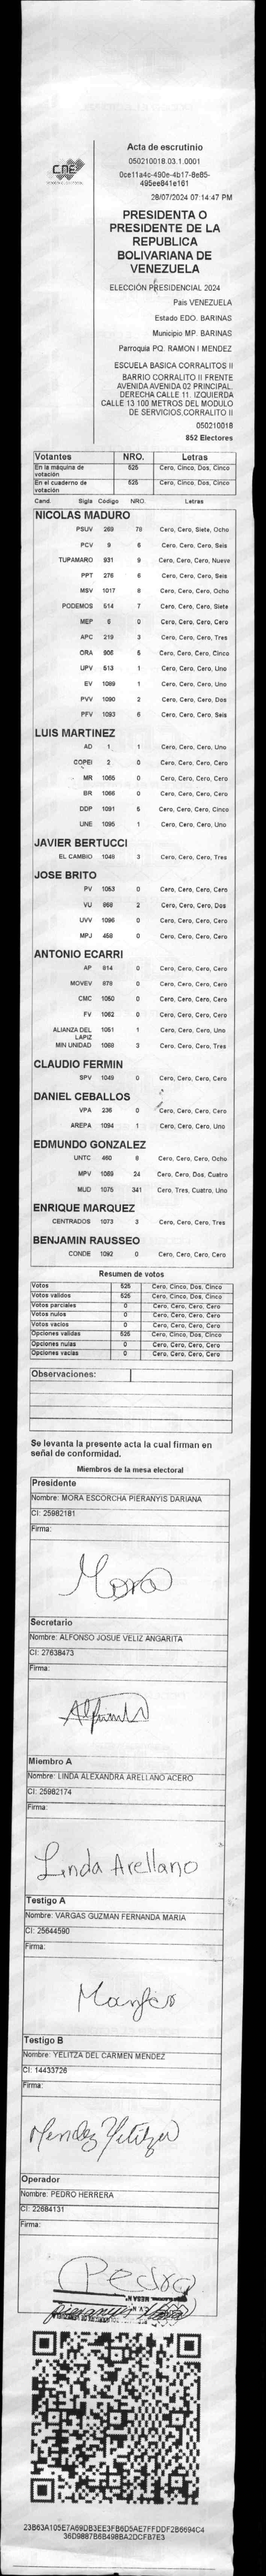 CNE
Acta de escrutinio
050210018.03.1.0001
0ce11a4c-490e-4b17-8e85-
495ee841e161
28/07/2024 07:14:47 PM
PRESIDENTA O
PRESIDENTE DE LA
REPUBLICA
BOLIVARIANA DE
VENEZUELA
ELECCIÓN PRESIDENCIAL 2024
Pais VENEZUELA
Estado EDO. BARINAS
Municipio MP. BARINAS
Parroquia PQ. RAMON I MENDEZ
ESCUELA BASICA CORRALITOS II
BARRIO CORRALITO II FRENTE
AVENIDA AVENIDA 02 PRINCIPAL.
DERECHA CALLE 11. IZQUIERDA
CALLE 13 100 METROS DEL MODULO
DE SERVICIOS.CORRALITO II
050210018
852 Electores
Votantes NRO. Letras
En la máquina de votación 525 Cero, Cinco, Dos, Cinco
En el cuaderno de votación 525 Cero, Cinco, Dos, Cinco
Cand. Sigla Codigo NRO. Letras
NICOLAS MADURO
PSUV 269 78 Cero, Cero, Siete, Ocho
PCV 9 6 Cero, Cero, Cero, Seis
TUPAMARO 931 9 Cero, Cero, Cero, Nueve
PPT 276 6 Cero, Cero, Cero, Seis
MSV 1017 8 Cero, Cero, Cero, Ocho
PODEMOS 514 7 Cero, Cero, Cero, Siete
MEP 6 0 Cero, Cero, Cero, Cero
APC 219 3 Cero, Cero, Cero, Tres
ORA 906 5 Cero, Cero, Cero, Cinco
UPV 513 1 Cero, Cero, Cero, Uno
EV 1089 1 Cero, Cero, Cero, Uno
PVV 1090 2 Cero, Cero, Cero, Dos
PFV 1093 6 Cero, Cero, Cero, Seis
LUIS MARTINEZ
AD 1 1 Cero, Cero, Cero, Uno
COPEI 2 0 Cero, Cero, Cero, Cero
MR 1065 0 Cero, Cero, Cero, Cero
BR 1066 0 Cero, Cero, Cero, Cero
DDP 1091 5 Cero, Cero, Cero, Cinco
UNE 1095 1 Cero, Cero, Cero, Uno
JAVIER BERTUCCI
EL CAMBIO 1048 3 Cero, Cero, Cero, Tres
JOSE BRITO
PV 1053 0 Cero, Cero, Cero, Cero
VU 868 2 Cero, Cero, Cero, Dos
UVV 1096 0 Cero, Cero, Cero, Cero
MPJ 458 0 Cero, Cero, Cero, Cero
ANTONIO ECARRI
AP 814 0 Cero, Cero, Cero, Cero
MOVEV 878 0 Cero, Cero, Cero, Cero
CMC 1050 0 Cero, Cero, Cero, Cero
FV 1062 0 Cero, Cero, Cero, Cero
ALIANZA DEL LAPIZ 1051 1 Cero, Cero, Cero, Uno
MIN UNIDAD 1069 3 Cero, Cero, Cero, Tres
CLAUDIO FERMIN
SPV 1049 0 Cero, Cero, Cero, Cero
DANIEL CEBALLOS
VPA 236 0 Cero, Cero, Cero, Cero
AREPA 1094 1 Cero, Cero, Cero, Uno
EDMUNDO GONZALEZ
UNTC 460 8 Cero, Cero, Cero, Ocho
MPV 1069 24 Cero, Cero, Dos, Cuatro
MUD 1075 341 Cero, Tres, Cuatro, Uno
ENRIQUE MARQUEZ
CENTRADOS 1073 3 Cero, Cero, Cero, Tres
BENJAMIN RAUSSEO
CONDE 1092 0 Cero, Cero, Cero, Cero
Resumen de votos
Votos 525 Cero, Cinco, Dos, Cinco
Votos validos 525 Cero, Cinco, Dos, Cinco
Votos parciales 0 Cero, Cero, Cero, Cero
Votos nulos 0 Cero, Cero, Cero, Cero
Votos vacios 0 Cero, Cero, Cero, Cero
Opciones validas 525 Cero, Cinco, Dos, Cinco
Opciones nulas 0 Cero, Cero, Cero, Cero
Opciones vacias 0 Cero, Cero, Cero, Cero
Observaciones:
Se levanta la presente acta la cual firman en
señal de conformidad.
Miembros de la mesa electoral
Presidente
Nombre: MORA ESCORCHA PIERANYIS DARIANA
CI: 25982181
Firma:
Mora
Secretario
Nombre: ALFONSO JOSUE VELIZ ANGARITA
CI: 27638473
Firma:
Miembro A
Nombre: LINDA ALEXANDRA ARELLANO ACERO
CI: 25982174
Firma:
Linda Arellano
Testigo A
Nombre: VARGAS GUZMAN FERNANDA MARIA
CI: 25644590
Firma:
Testigo B
Nombre: YELITZA DEL CARMEN MENDEZ
CI: 14433726
Firma:
Mendez Yelitza
Operador
Nombre: PEDRO HERRERA
CI: 22684131
Firma:
Pedro
23B63A105E7A69DB3EE3FB6D5AE7FFDDF2B6694C4
36D9887B6B498BA2DCFB7E3